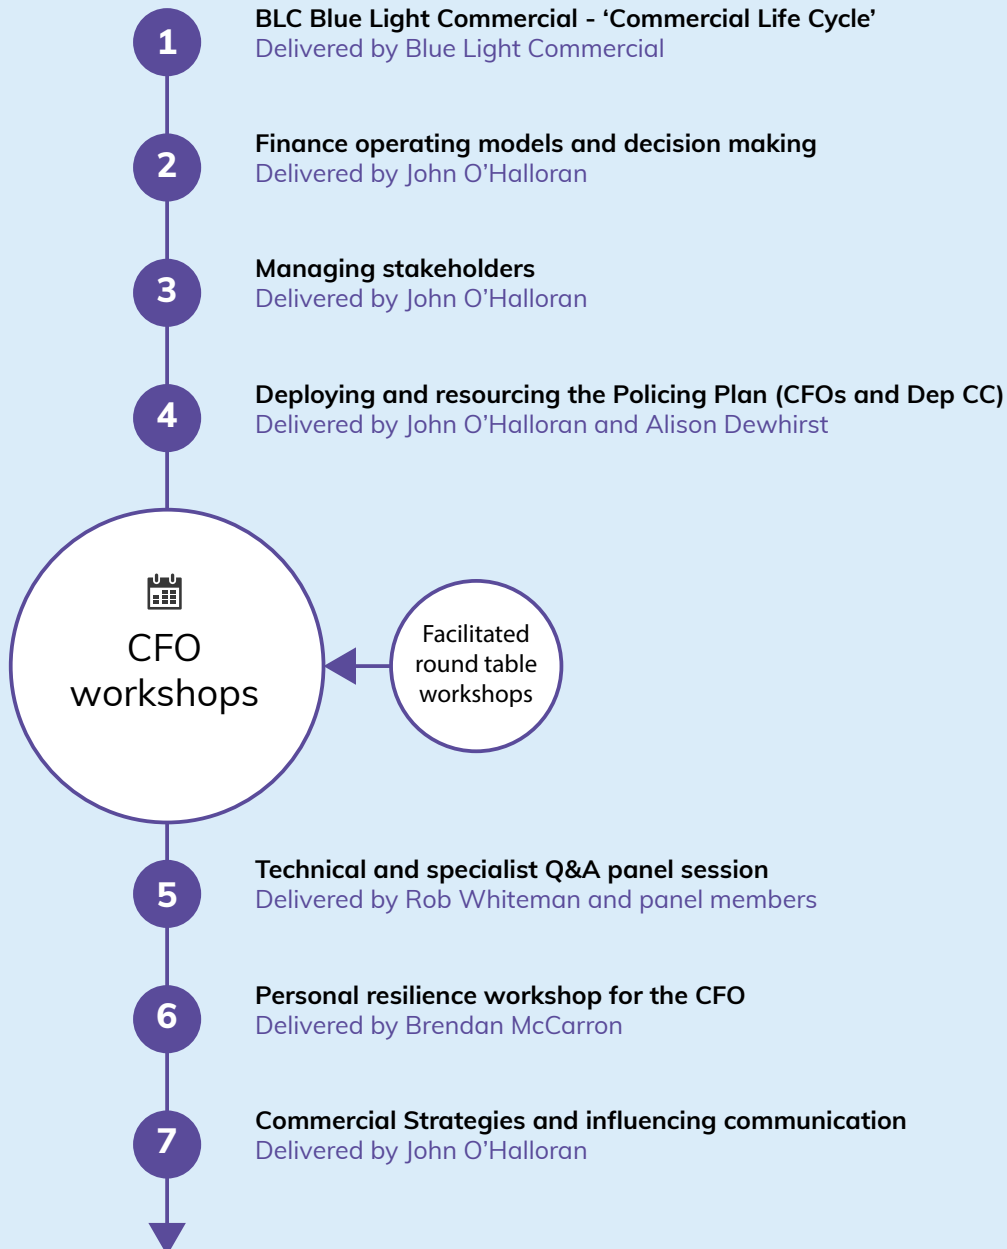 1
BLC Blue Light Commercial - ‘Commercial Life Cycle’
Delivered by Blue Light Commercial
2
Finance operating models and decision making
Delivered by John O’Halloran
3
Managing stakeholders
Delivered by John O’Halloran
4
Deploying and resourcing the Policing Plan (CFOs and Dep CC)
Delivered by John O’Halloran and Alison Dewhirst
CFO
workshops
Facilitated
round table
workshops
5
Technical and specialist Q&A panel session
Delivered by Rob Whiteman and panel members
6
Personal resilience workshop for the CFO
Delivered by Brendan McCarron
7
Commercial Strategies and influencing communication
Delivered by John O’Halloran